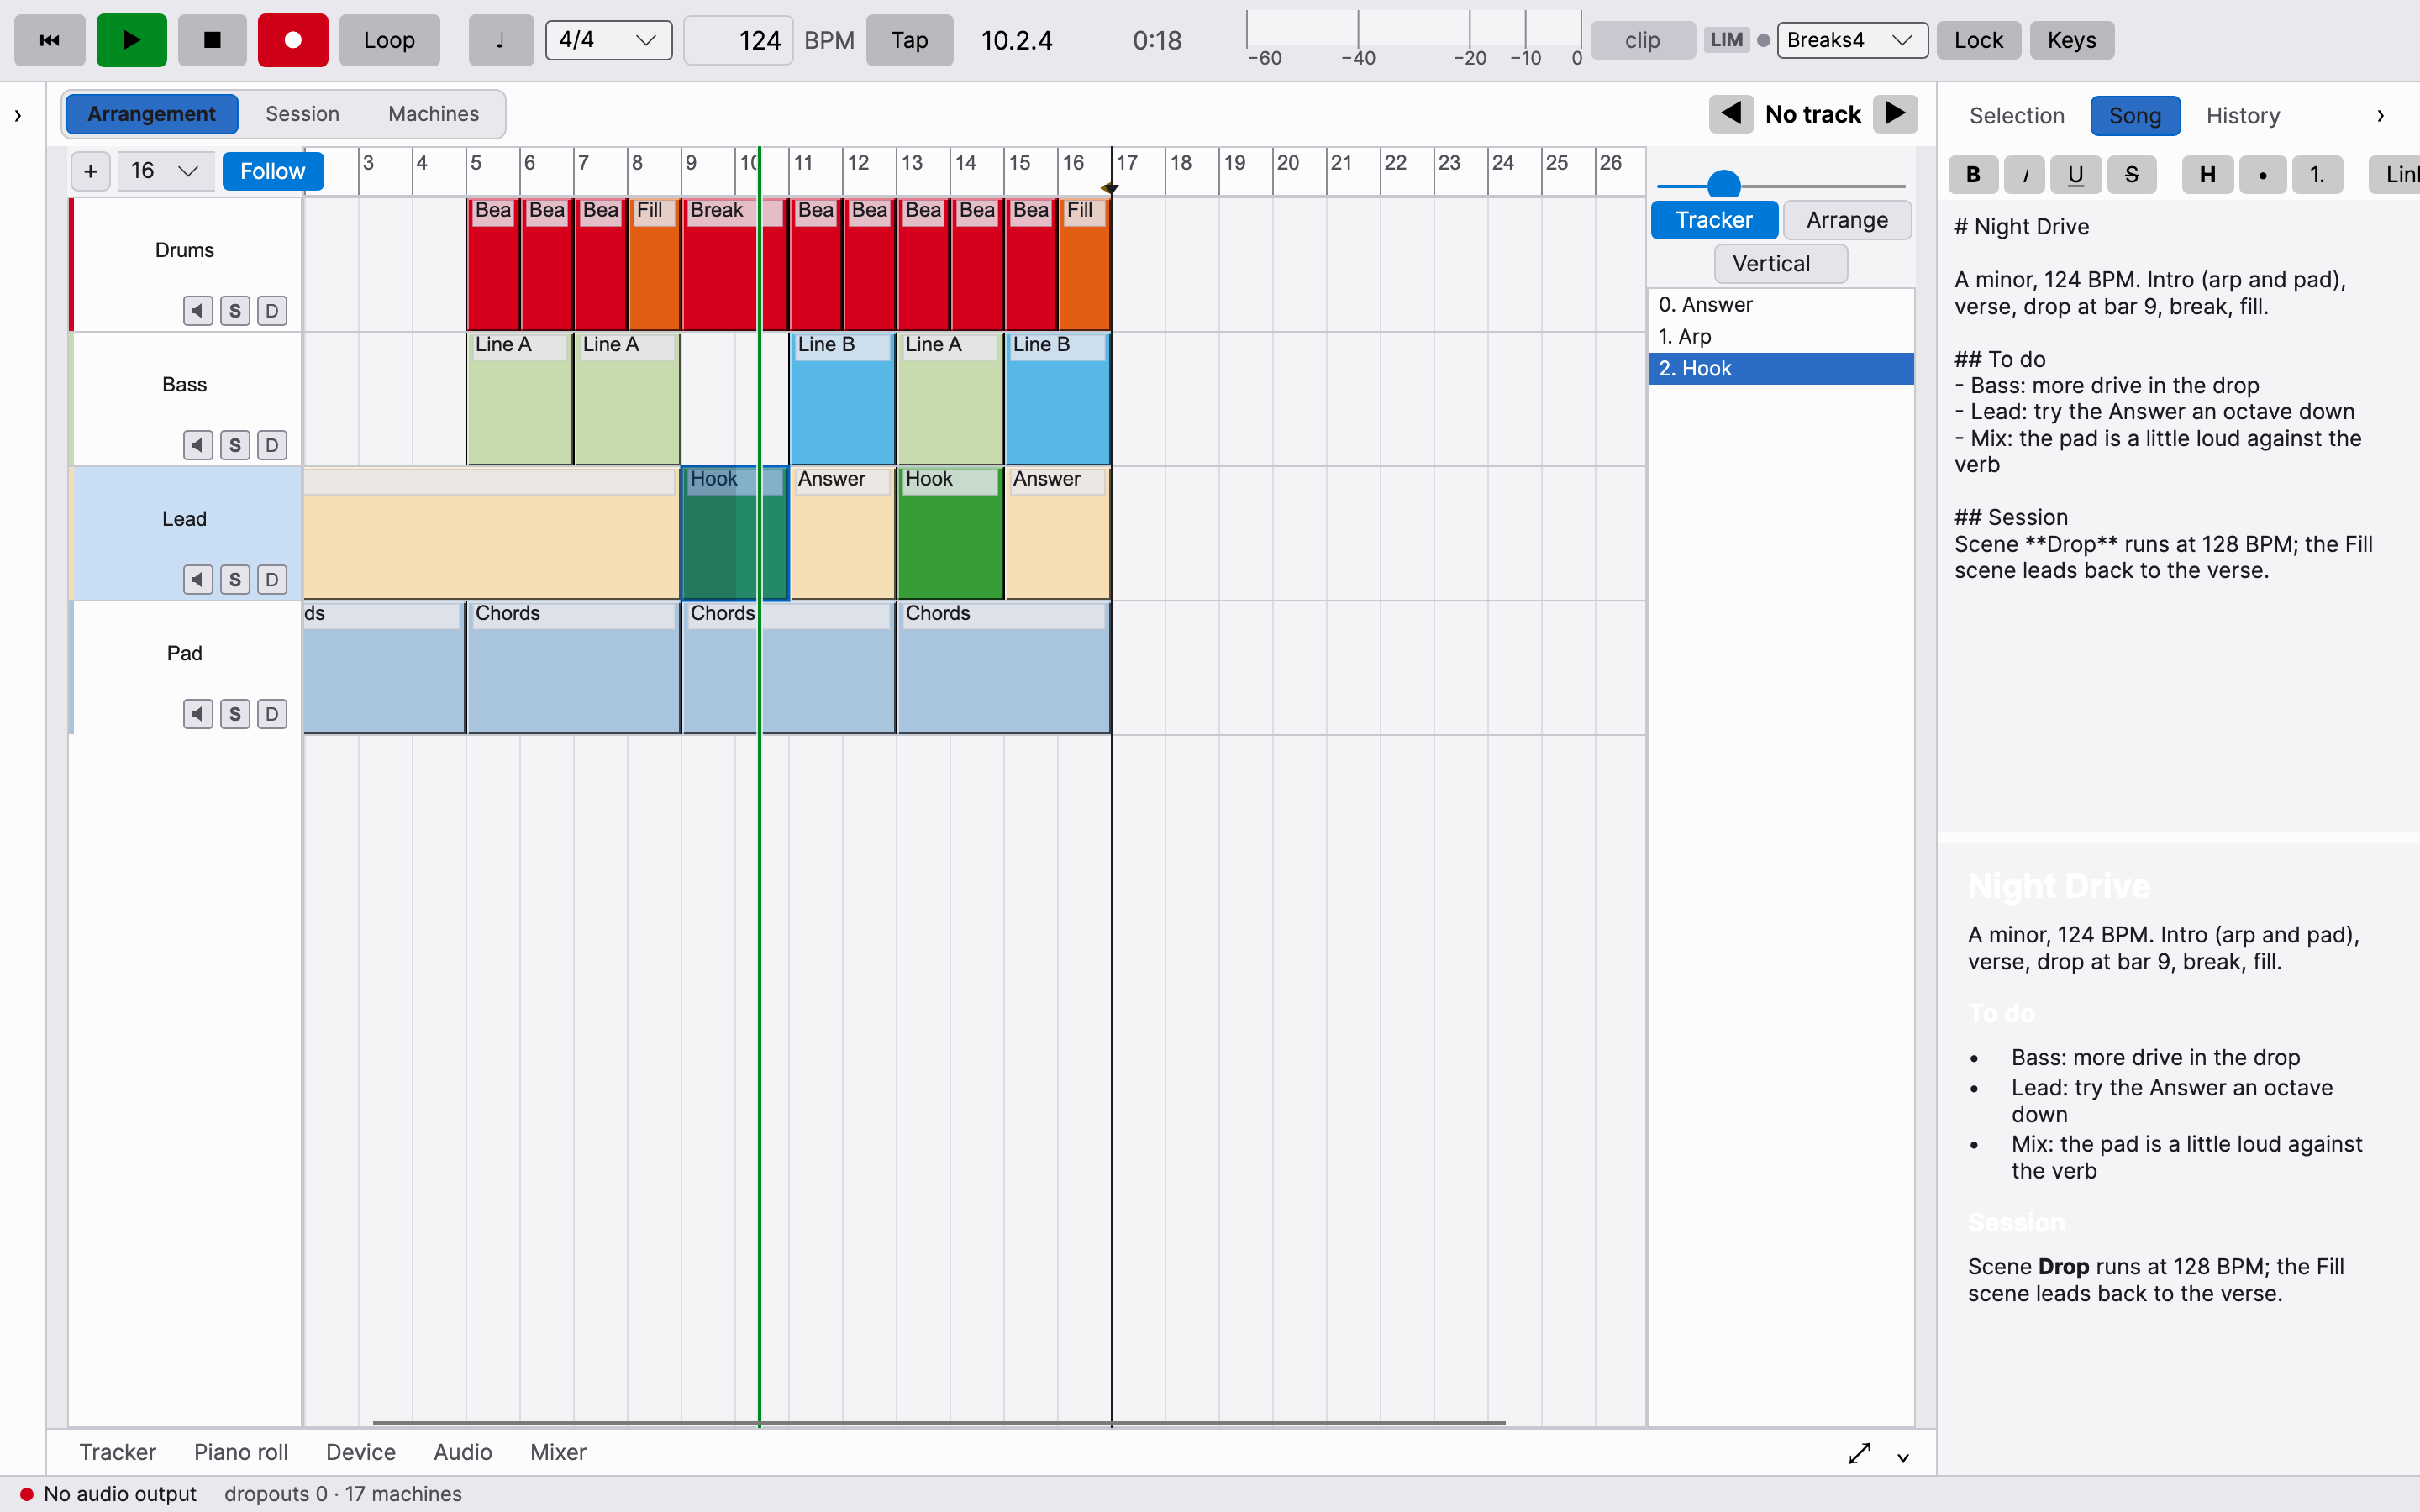 Loop
4/4
124 BPM
Tap
10.2.4
0:18
−60 −40 −20 −10 0
clip
LIM
Breaks4
Lock
Keys
Arrangement
Session
Machines
No track
Selection
Song
History
+
16
Follow
3 4 5 6 7 8 9 10 11 12 13 14 15 16 17 18 19 20 21 22 23 24 25 26
B I U S H • 1. Lin
Drums
S D
Bea Bea Bea Fill Break Bea Bea Bea Bea Bea Fill
Bass
S D
Line A Line A Line B Line A Line B
Lead
S D
Hook Answer Hook Answer
Pad
S D
ds Chords Chords Chords
Tracker
Arrange
Vertical
0. Answer
1. Arp
2. Hook
# Night Drive
A minor, 124 BPM. Intro (arp and pad),
verse, drop at bar 9, break, fill.
## To do
- Bass: more drive in the drop
- Lead: try the Answer an octave down
- Mix: the pad is a little loud against the
verb
## Session
Scene **Drop** runs at 128 BPM; the Fill
scene leads back to the verse.
Night Drive
A minor, 124 BPM. Intro (arp and pad),
verse, drop at bar 9, break, fill.
To do
• Bass: more drive in the drop
• Lead: try the Answer an octave
down
• Mix: the pad is a little loud against
the verb
Session
Scene Drop runs at 128 BPM; the Fill
scene leads back to the verse.
Tracker
Piano roll
Device
Audio
Mixer
No audio output
dropouts 0 · 17 machines